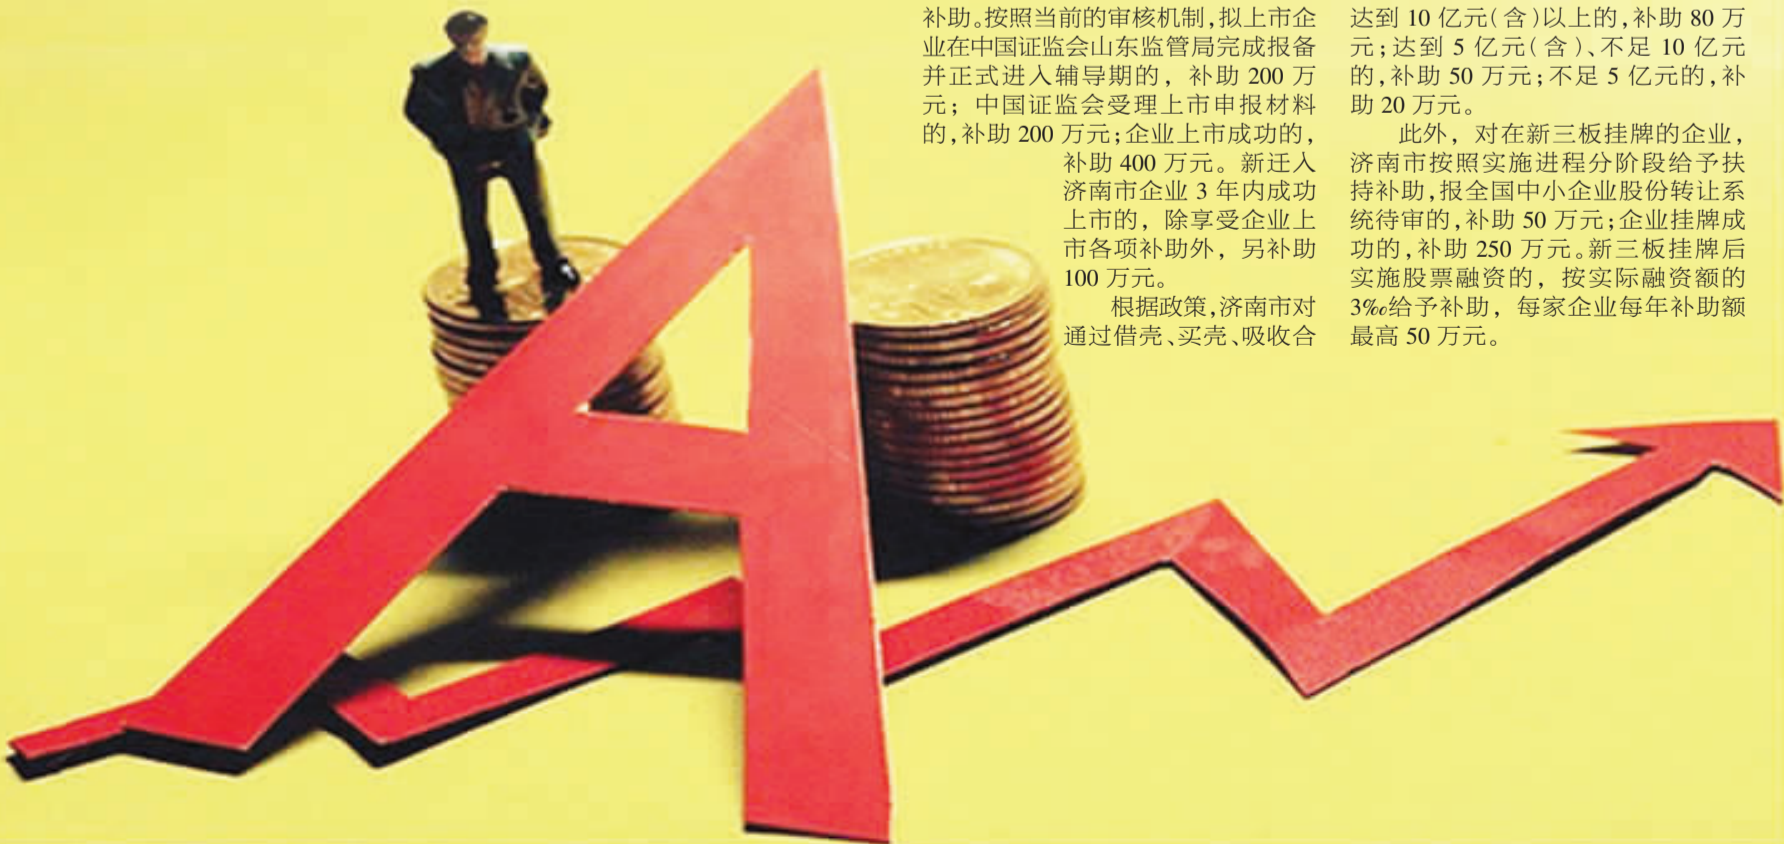 补助。按照当前的审核机制，拟上市企
业在中国证监会山东监管局完成报备
并正式进入辅导期的，补助 200 万
元；中国证监会受理上市申报材料
的，补助 200 万元；企业上市成功的，
补助 400 万元。新迁入
济南市企业 3 年内成功
上市的，除享受企业上
市各项补助外，另补助
100 万元。
根据政策，济南市对
通过借壳、买壳、吸收合
达到 10 亿元（含）以上的，补助 80 万
元；达到 5 亿元（含）、不足 10 亿元
的，补助 50 万元；不足 5 亿元的，补
助 20 万元。
此外，对在新三板挂牌的企业，
济南市按照实施进程分阶段给予扶
持补助，报全国中小企业股份转让系
统待审的，补助 50 万元；企业挂牌成
功的，补助 250 万元。新三板挂牌后
实施股票融资的，按实际融资额的
3‰给予补助，每家企业每年补助额
最高 50 万元。